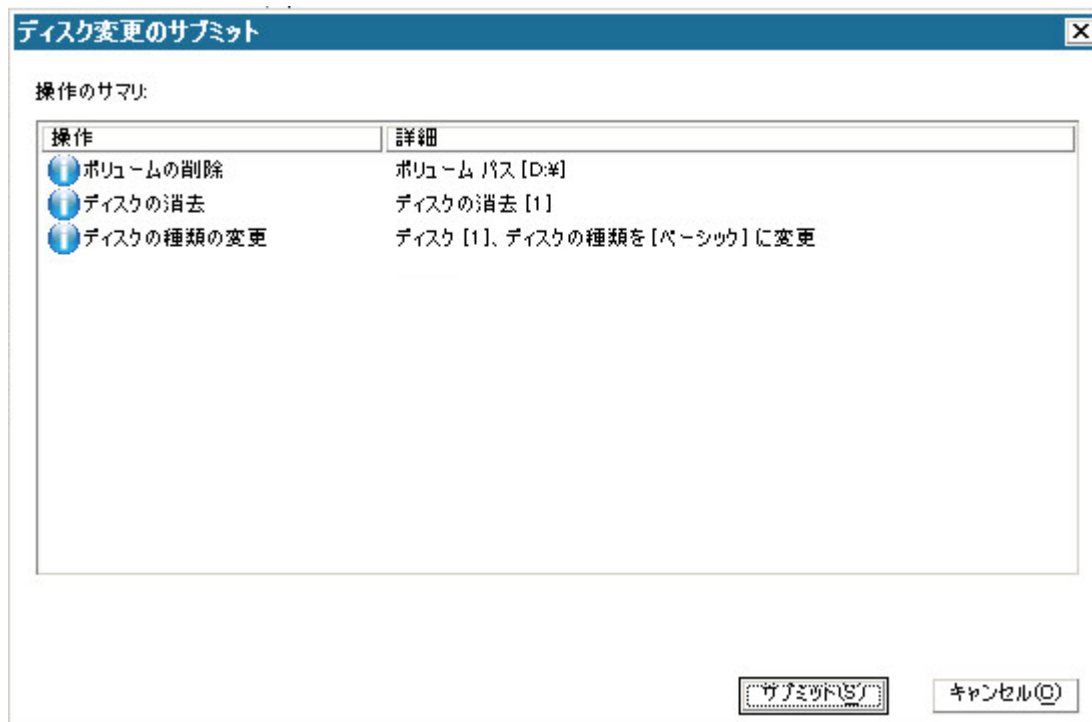 ディスク変更のサブミット
操作のサマリ:
操作 詳細
ボリュームの削除 ボリューム パス [D:¥]
ディスクの消去 ディスクの消去 [1]
ディスクの種類の変更 ディスク [1]、ディスクの種類を [ベーシック] に変更
サブミット(S) キャンセル(C)